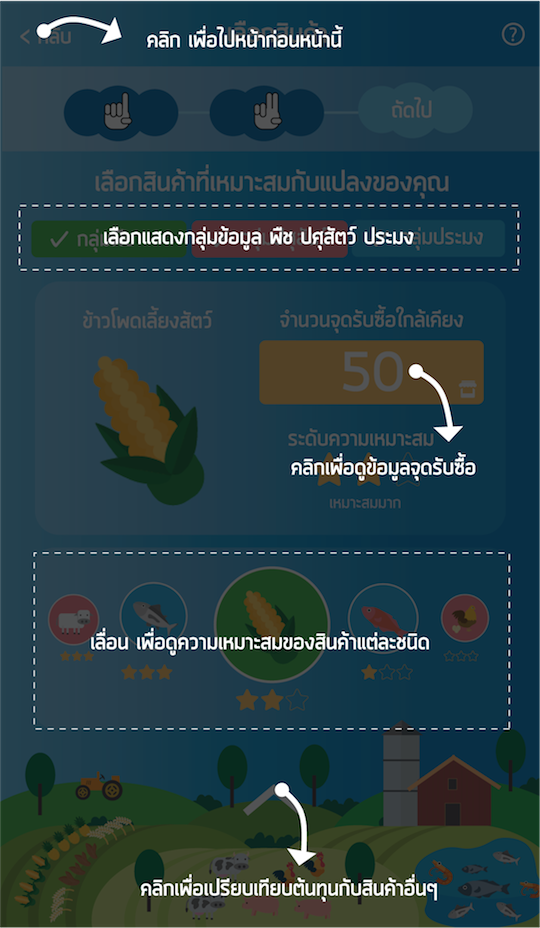 < กลับ
คลิก เพื่อไปหน้าก่อนหน้านี้
?
ถัดไป
เลือกสินค้าที่เหมาะสมกับแปลงของคุณ
เลือกแสดงกลุ่มข้อมูล พืช ปศุสัตว์ ประมง
ข้าวโพดเลี้ยงสัตว์
จำนวนจุดรับซื้อใกล้เคียง
50
ระดับความเหมาะสม
คลิกเพื่อดูข้อมูลจุดรับซื้อ
เหมาะสมมาก
เลื่อน เพื่อดูความเหมาะสมของสินค้าแต่ละชนิด
คลิกเพื่อเปรียบเทียบต้นทุนกับสินค้าอื่นๆ